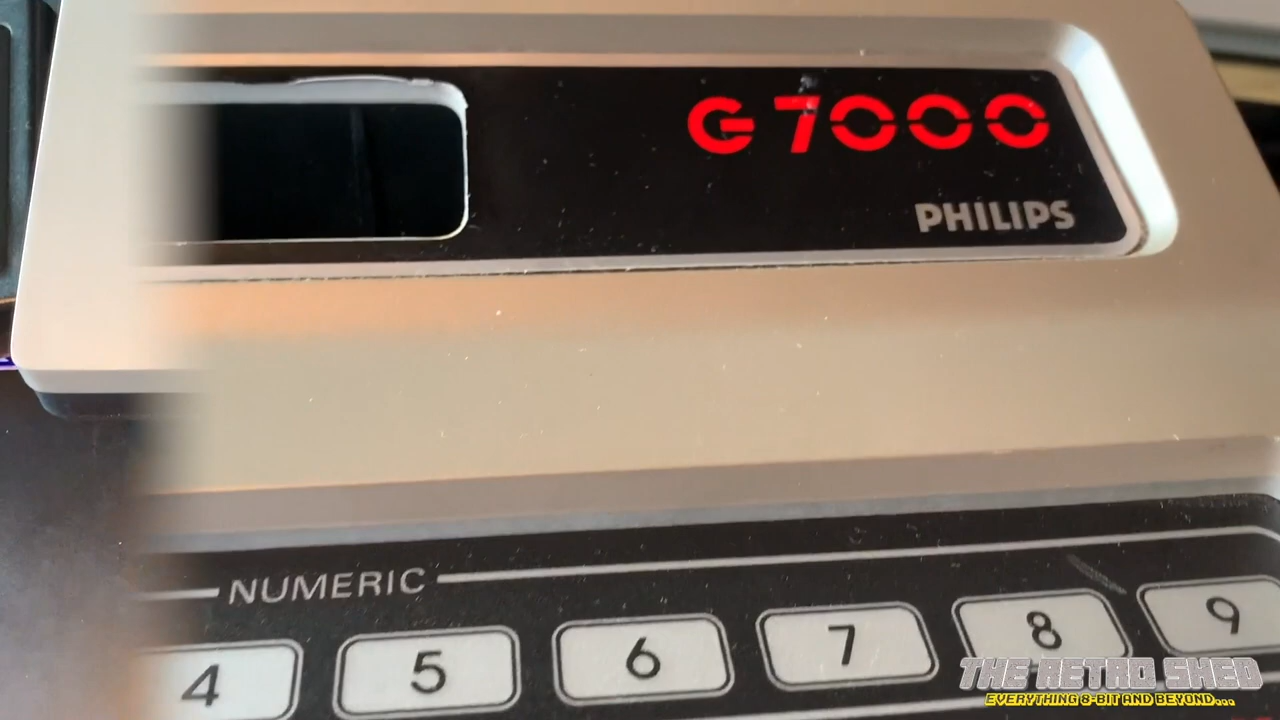 G7000
PHILIPS
NUMERIC
4 5 6 7 8 9
THE RETRO SHED
EVERYTHING 8-BIT AND BEYOND...